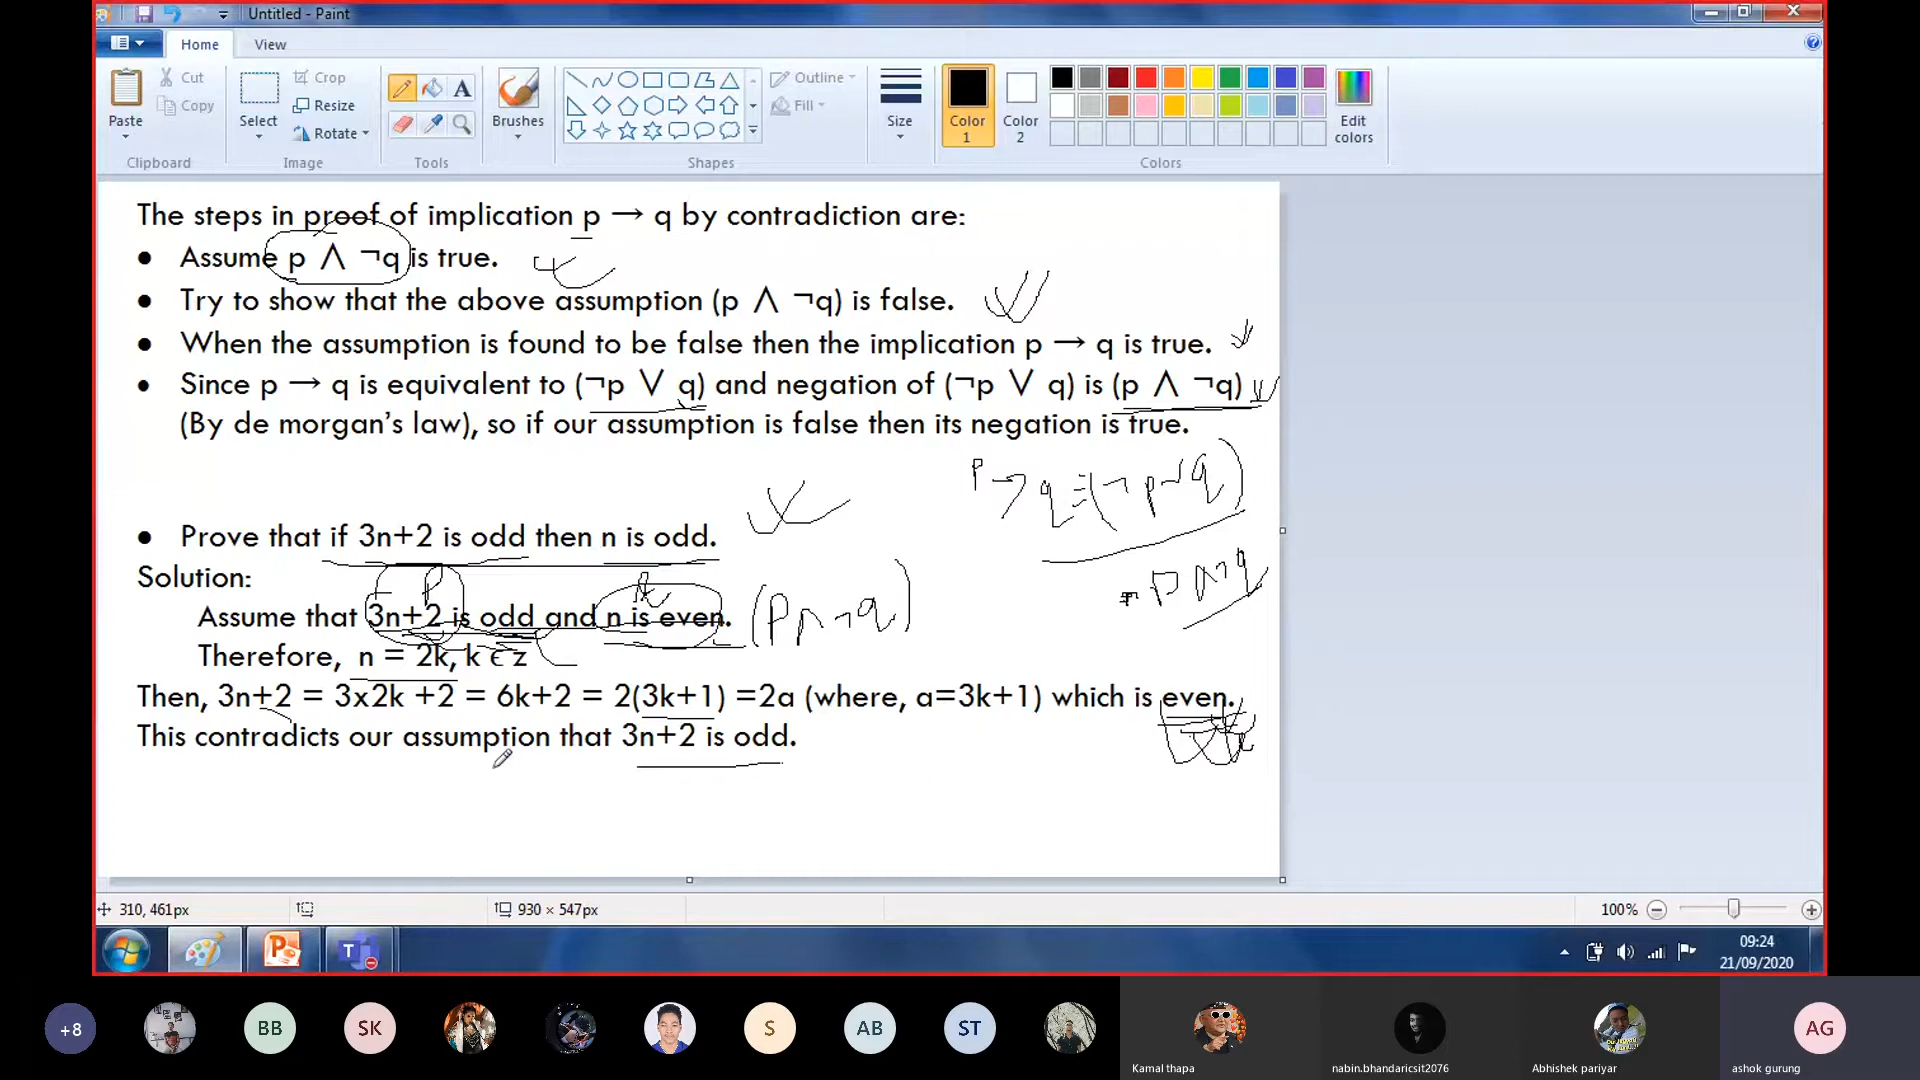 Untitled - Paint
Home View
Paste
Cut
Copy
Clipboard
Select
Crop
Resize
Rotate
Image
A
Tools
Brushes
Outline
Fill
Shapes
Size
Color 1
Color 2
Edit colors
Colors
The steps in proof of implication p → q by contradiction are:
• Assume p ⋀ ¬q is true.
• Try to show that the above assumption (p ⋀ ¬q) is false.
• When the assumption is found to be false then the implication p → q is true.
• Since p → q is equivalent to (¬p ⋁ q) and negation of (¬p ⋁ q) is (p ⋀ ¬q)
(By de morgan's law), so if our assumption is false then its negation is true.
p → q ≡ (¬p ∨ q)
• Prove that if 3n+2 is odd then n is odd.
p ∧ ¬q
Solution:
p
Assume that 3n+2 is odd and n is even. (p ∧ ¬q)
Therefore, n = 2k, k ϵ z
Then, 3n+2 = 3x2k +2 = 6k+2 = 2(3k+1) =2a (where, a=3k+1) which is even.
This contradicts our assumption that 3n+2 is odd.
310, 461px
930 × 547px
100%
09:24
21/09/2020
+8
BB
SK
S
AB
ST
AG
Kamal thapa
nabin.bhandaricsit2076
Abhishek pariyar
ashok gurung